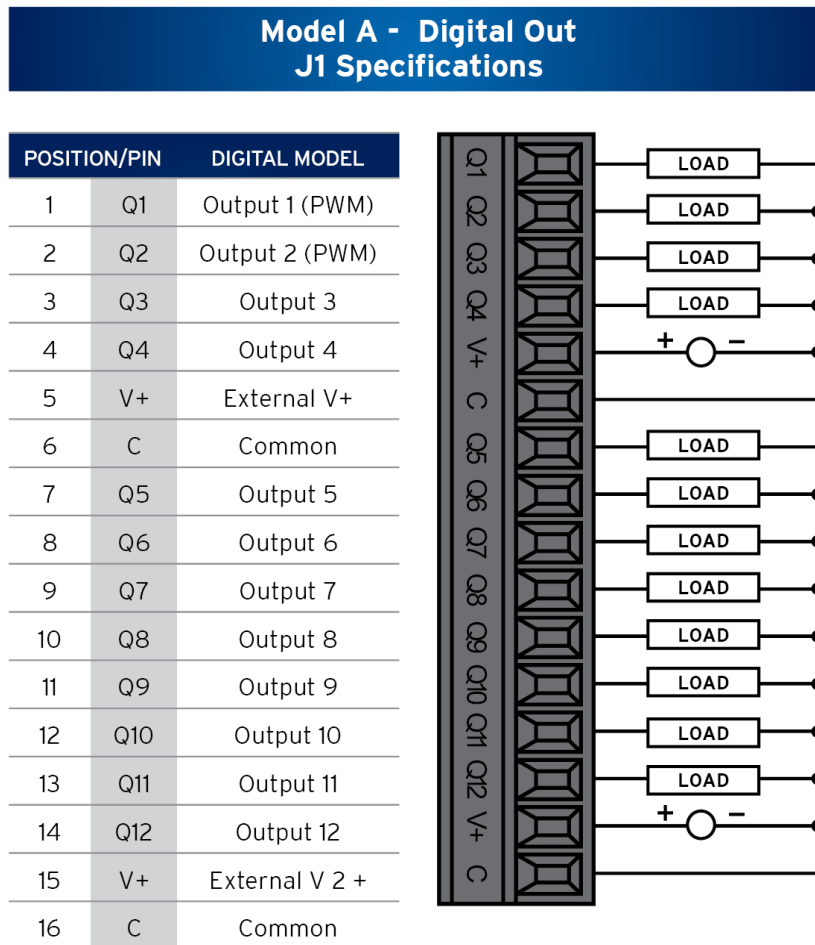 Model A - Digital Out
J1 Specifications
POSITION/PIN DIGITAL MODEL
1 Q1 Output 1 (PWM)
2 Q2 Output 2 (PWM)
3 Q3 Output 3
4 Q4 Output 4
5 V+ External V+
6 C Common
7 Q5 Output 5
8 Q6 Output 6
9 Q7 Output 7
10 Q8 Output 8
11 Q9 Output 9
12 Q10 Output 10
13 Q11 Output 11
14 Q12 Output 12
15 V+ External V 2 +
16 C Common
Q1 LOAD
Q2 LOAD
Q3 LOAD
Q4 LOAD
V+ + −
C
Q5 LOAD
Q6 LOAD
Q7 LOAD
Q8 LOAD
Q9 LOAD
Q10 LOAD
Q11 LOAD
Q12 LOAD
V+ + −
C